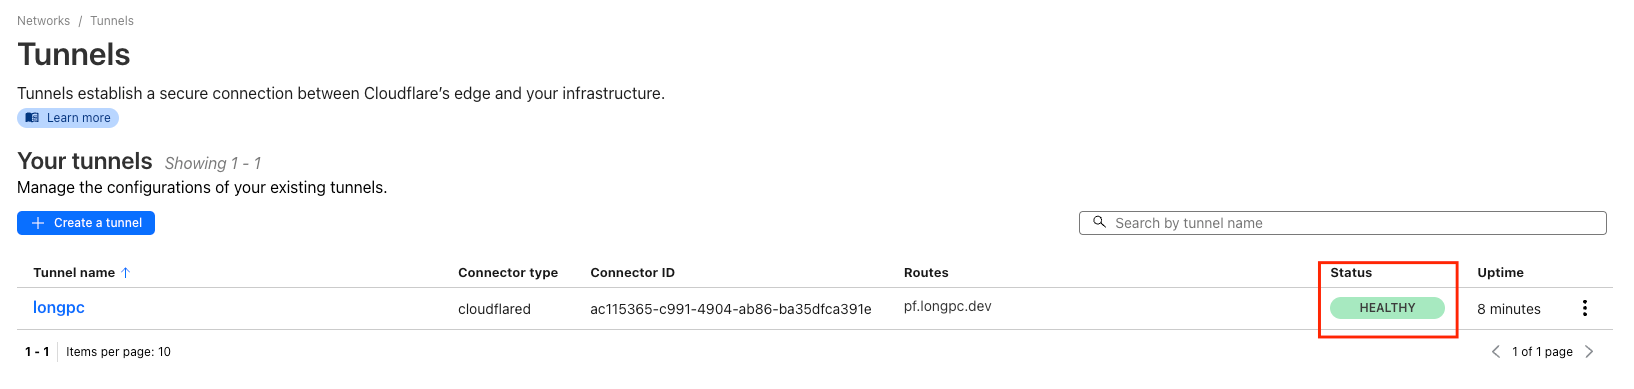 Networks / Tunnels
Tunnels
Tunnels establish a secure connection between Cloudflare’s edge and your infrastructure.
Learn more
Your tunnels Showing 1 - 1
Manage the configurations of your existing tunnels.
Create a tunnel
Search by tunnel name
Tunnel name Connector type Connector ID Routes Status Uptime
longpc cloudflared ac115365-c991-4904-ab86-ba35dfca391e pf.longpc.dev HEALTHY 8 minutes
1 - 1 Items per page: 10 1 of 1 page